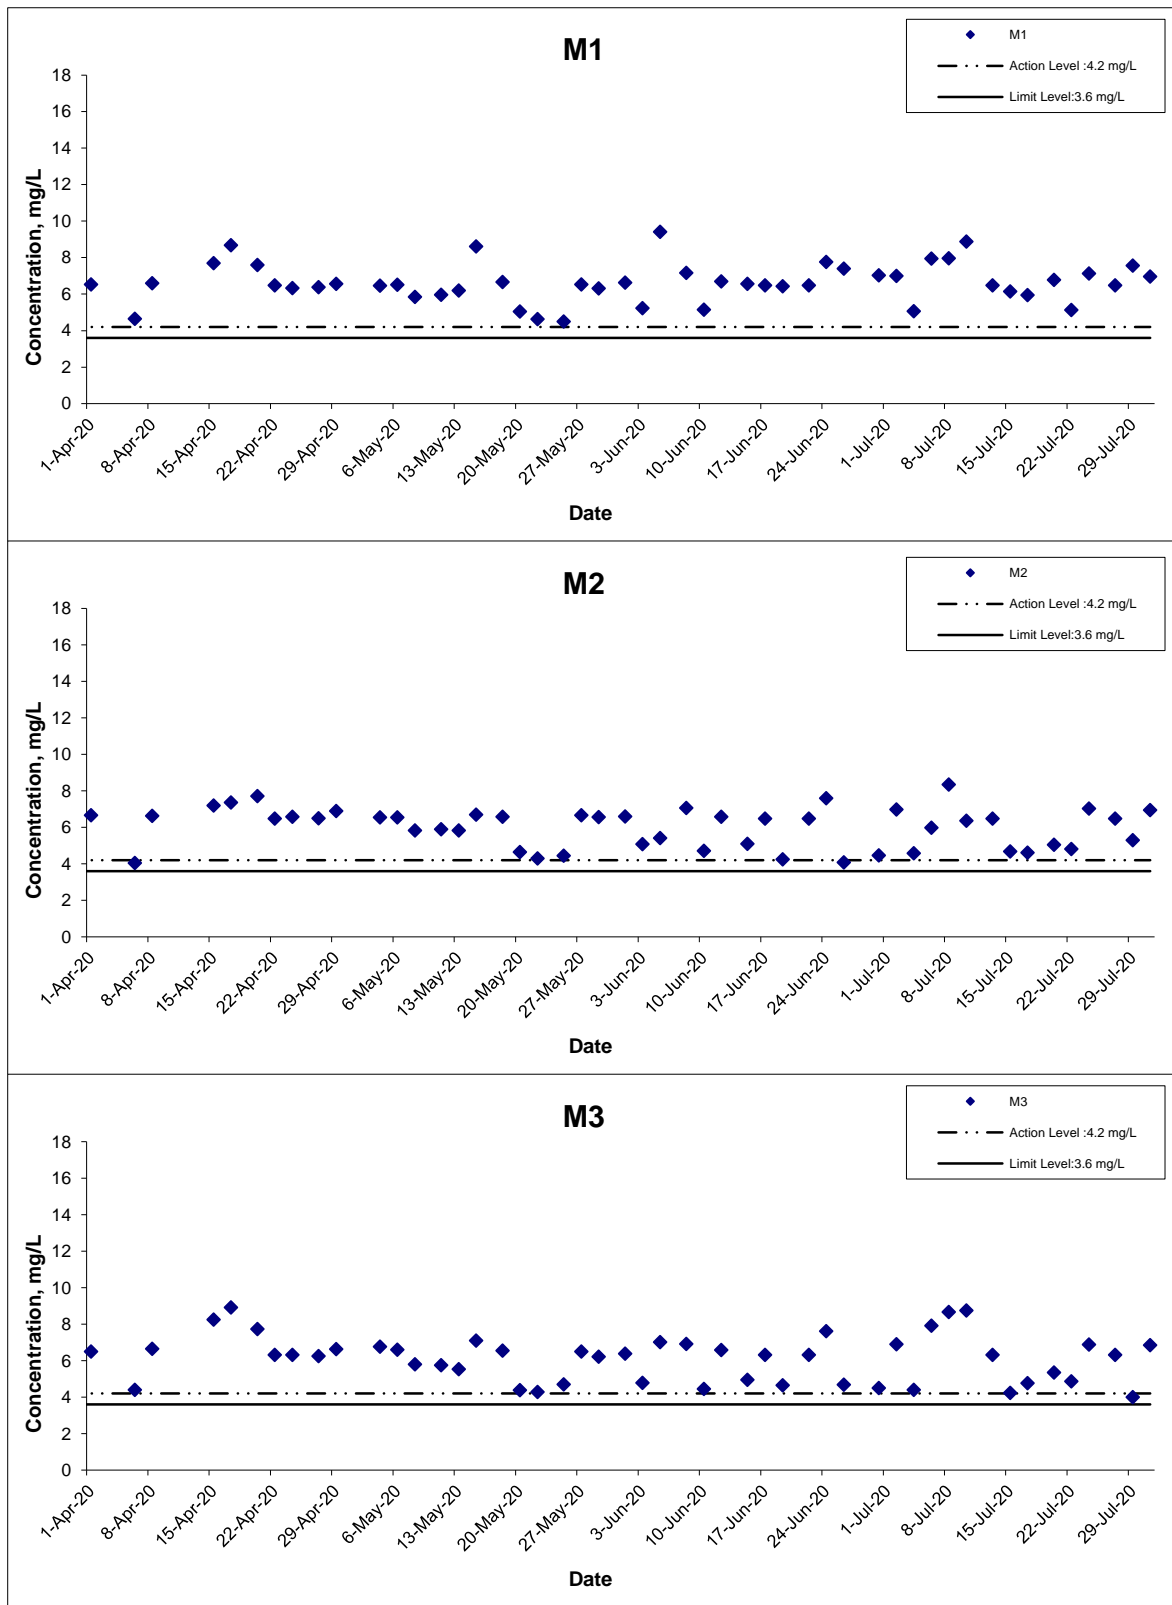 M1
M1
Action Level :4.2 mg/L
Limit Level:3.6 mg/L
Concentration, mg/L
18
16
14
12
10
8
6
4
2
0
1-Apr-20
8-Apr-20
15-Apr-20
22-Apr-20
29-Apr-20
6-May-20
13-May-20
20-May-20
27-May-20
3-Jun-20
10-Jun-20
17-Jun-20
24-Jun-20
1-Jul-20
8-Jul-20
15-Jul-20
22-Jul-20
29-Jul-20
Date
M2
M2
Action Level :4.2 mg/L
Limit Level:3.6 mg/L
Concentration, mg/L
18
16
14
12
10
8
6
4
2
0
1-Apr-20
8-Apr-20
15-Apr-20
22-Apr-20
29-Apr-20
6-May-20
13-May-20
20-May-20
27-May-20
3-Jun-20
10-Jun-20
17-Jun-20
24-Jun-20
1-Jul-20
8-Jul-20
15-Jul-20
22-Jul-20
29-Jul-20
Date
M3
M3
Action Level :4.2 mg/L
Limit Level:3.6 mg/L
Concentration, mg/L
18
16
14
12
10
8
6
4
2
0
1-Apr-20
8-Apr-20
15-Apr-20
22-Apr-20
29-Apr-20
6-May-20
13-May-20
20-May-20
27-May-20
3-Jun-20
10-Jun-20
17-Jun-20
24-Jun-20
1-Jul-20
8-Jul-20
15-Jul-20
22-Jul-20
29-Jul-20
Date